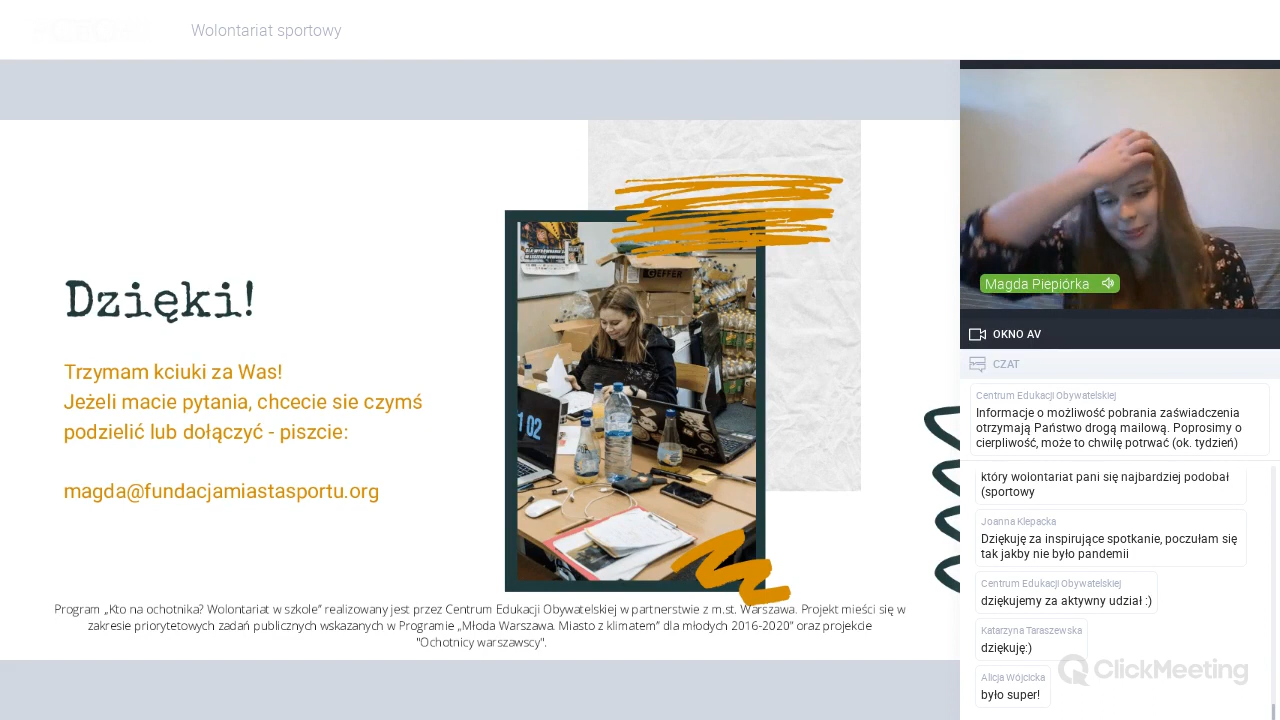 Wolontariat sportowy
Dzięki!
Trzymam kciuki za Was!
Jeżeli macie pytania, chcecie sie czymś
podzielić lub dołączyć - piszcie:
magda@fundacjamiastasportu.org
GEFFER
1 02
Program „Kto na ochotnika? Wolontariat w szkole” realizowany jest przez Centrum Edukacji Obywatelskiej w partnerstwie z m.st. Warszawa. Projekt mieści się w
zakresie priorytetowych zadań publicznych wskazanych w Programie „Młoda Warszawa. Miasto z klimatem” dla młodych 2016-2020” oraz projekcie
"Ochotnicy warszawscy".
Magda Piepiórka
OKNO AV
CZAT
Centrum Edukacji Obywatelskiej
Informacje o możliwość pobrania zaświadczenia
otrzymają Państwo drogą mailową. Poprosimy o
cierpliwość, może to chwilę potrwać (ok. tydzień)
który wolontariat pani się najbardziej podobał
(sportowy
Joanna Klepacka
Dziękuję za inspirujące spotkanie, poczułam się
tak jakby nie było pandemii
Centrum Edukacji Obywatelskiej
dziękujemy za aktywny udział :)
Katarzyna Taraszewska
dziękuję:)
Alicja Wójcicka
było super!
ClickMeeting